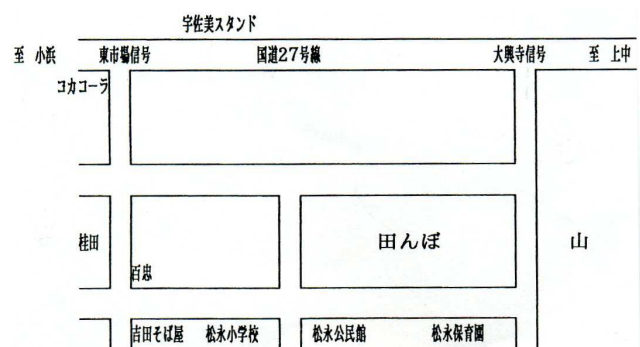 宇佐美スタンド
至 小浜 東市場信号 国道27号線 大興寺信号 至 上中
コカコーラ
桂田 田んぼ 山
百忠
吉田そば屋 松永小学校 松永公民館 松永保育園